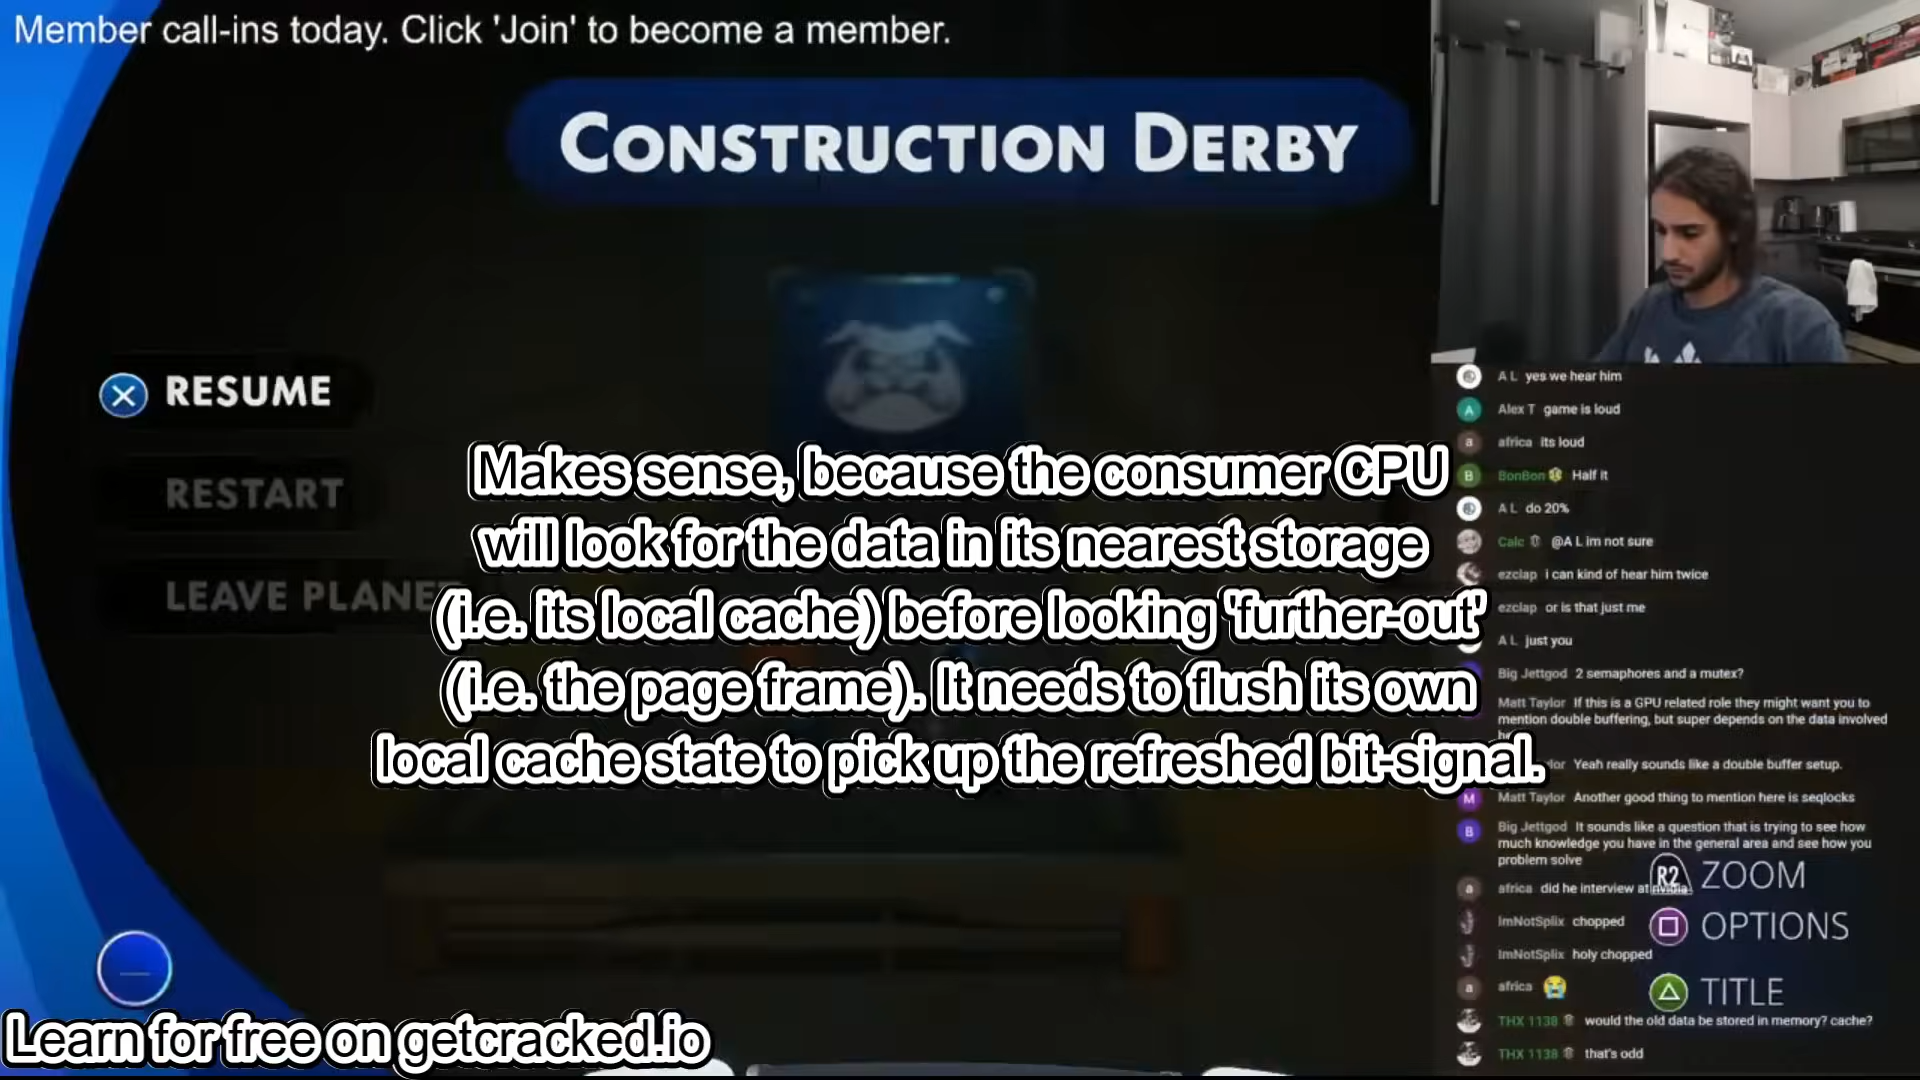 Member call-ins today. Click 'Join' to become a member.
CONSTRUCTION DERBY
RESUME
RESTART
LEAVE PLANET
Makes sense, because the consumer CPU
will look for the data in its nearest storage
(i.e. its local cache) before looking 'further-out'
(i.e. the page frame). It needs to flush its own
local cache state to pick up the refreshed bit-signal.
Learn for free on getcracked.io
A L yes we hear him
A Alex T game is loud
a africa its loud
B BonBon Half it
A L do 20%
Calc @A L im not sure
ezclap i can kind of hear him twice
ezclap or is that just me
A L just you
Big Jettgod 2 semaphores and a mutex?
Matt Taylor If this is a GPU related role they might want you to
mention double buffering, but super depends on the data involved
Yeah really sounds like a double buffer setup.
M Matt Taylor Another good thing to mention here is seqlocks
B Big Jettgod It sounds like a question that is trying to see how
much knowledge you have in the general area and see how you
problem solve
a africa did he interview at nvidia
ImNotSplix chopped
ImNotSplix holy chopped
a africa 😭
THX 1138 would the old data be stored in memory? cache?
THX 1138 that's odd
R2 ZOOM
OPTIONS
TITLE